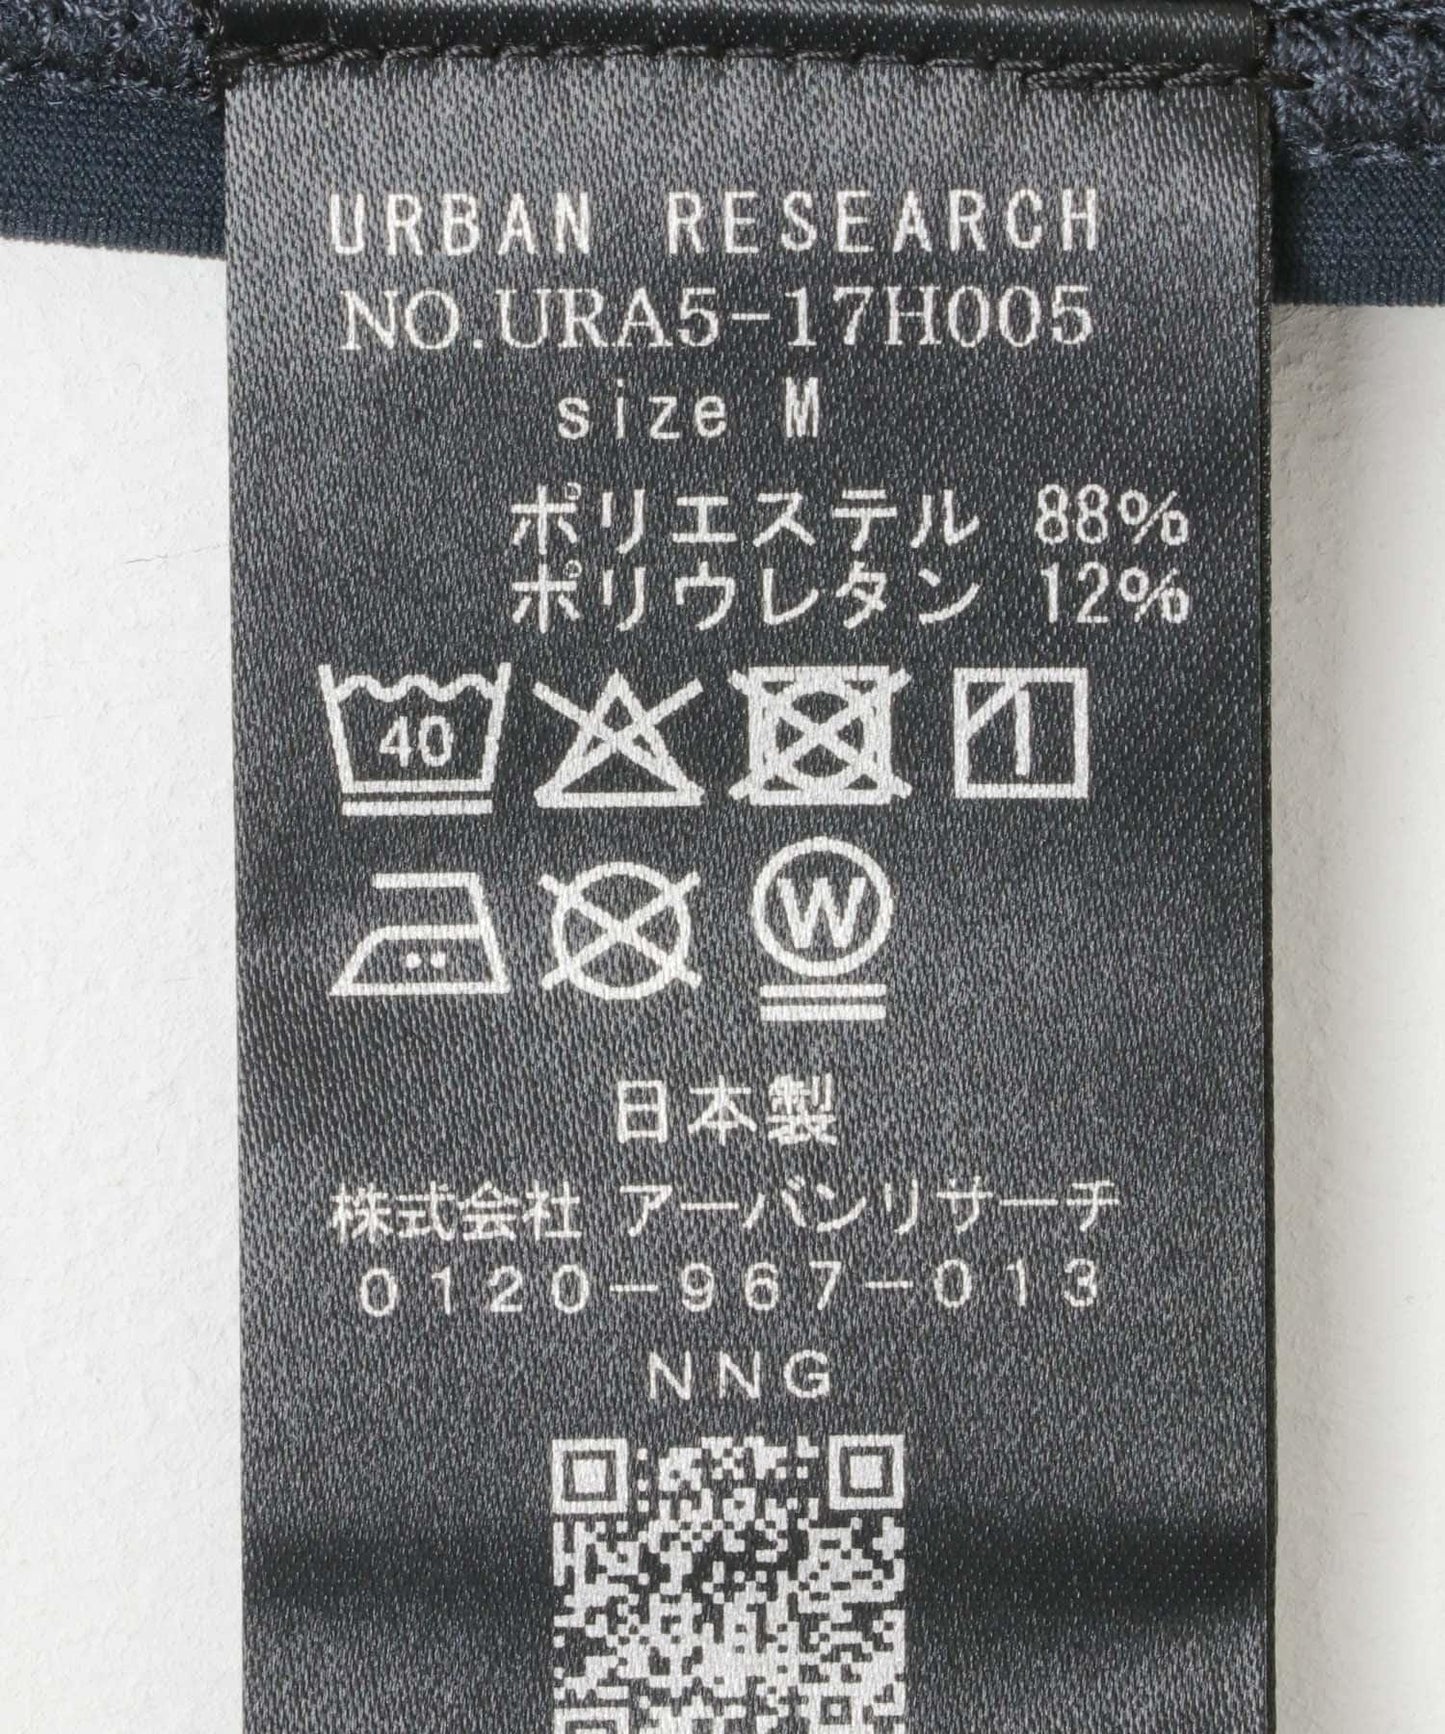 URBAN RESEARCH
NO.URA5-17H005
size M
ポリエステル 88%
ポリウレタン 12%
40
W
日本製
株式会社 アーバンリサーチ
0120-967-013
NNG